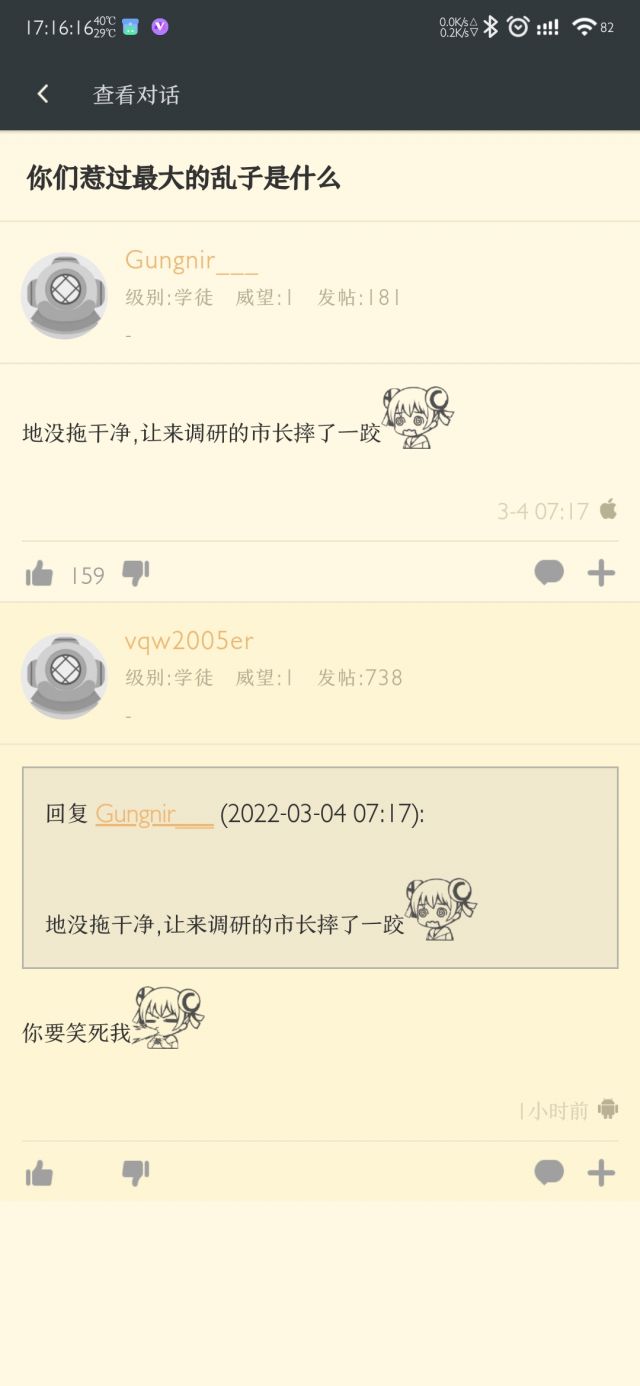 17:16:16 40℃ 29℃ 0.0K/s△ 0.2K/s▽ 82
查看对话
你们惹过最大的乱子是什么
Gungnir___
级别:学徒 威望:1 发帖:181
-
地没拖干净,让来调研的市长摔了一跤
3-4 07:17
159
vqw2005er
级别:学徒 威望:1 发帖:738
-
回复 Gungnir___ (2022-03-04 07:17):
地没拖干净,让来调研的市长摔了一跤
你要笑死我
1小时前